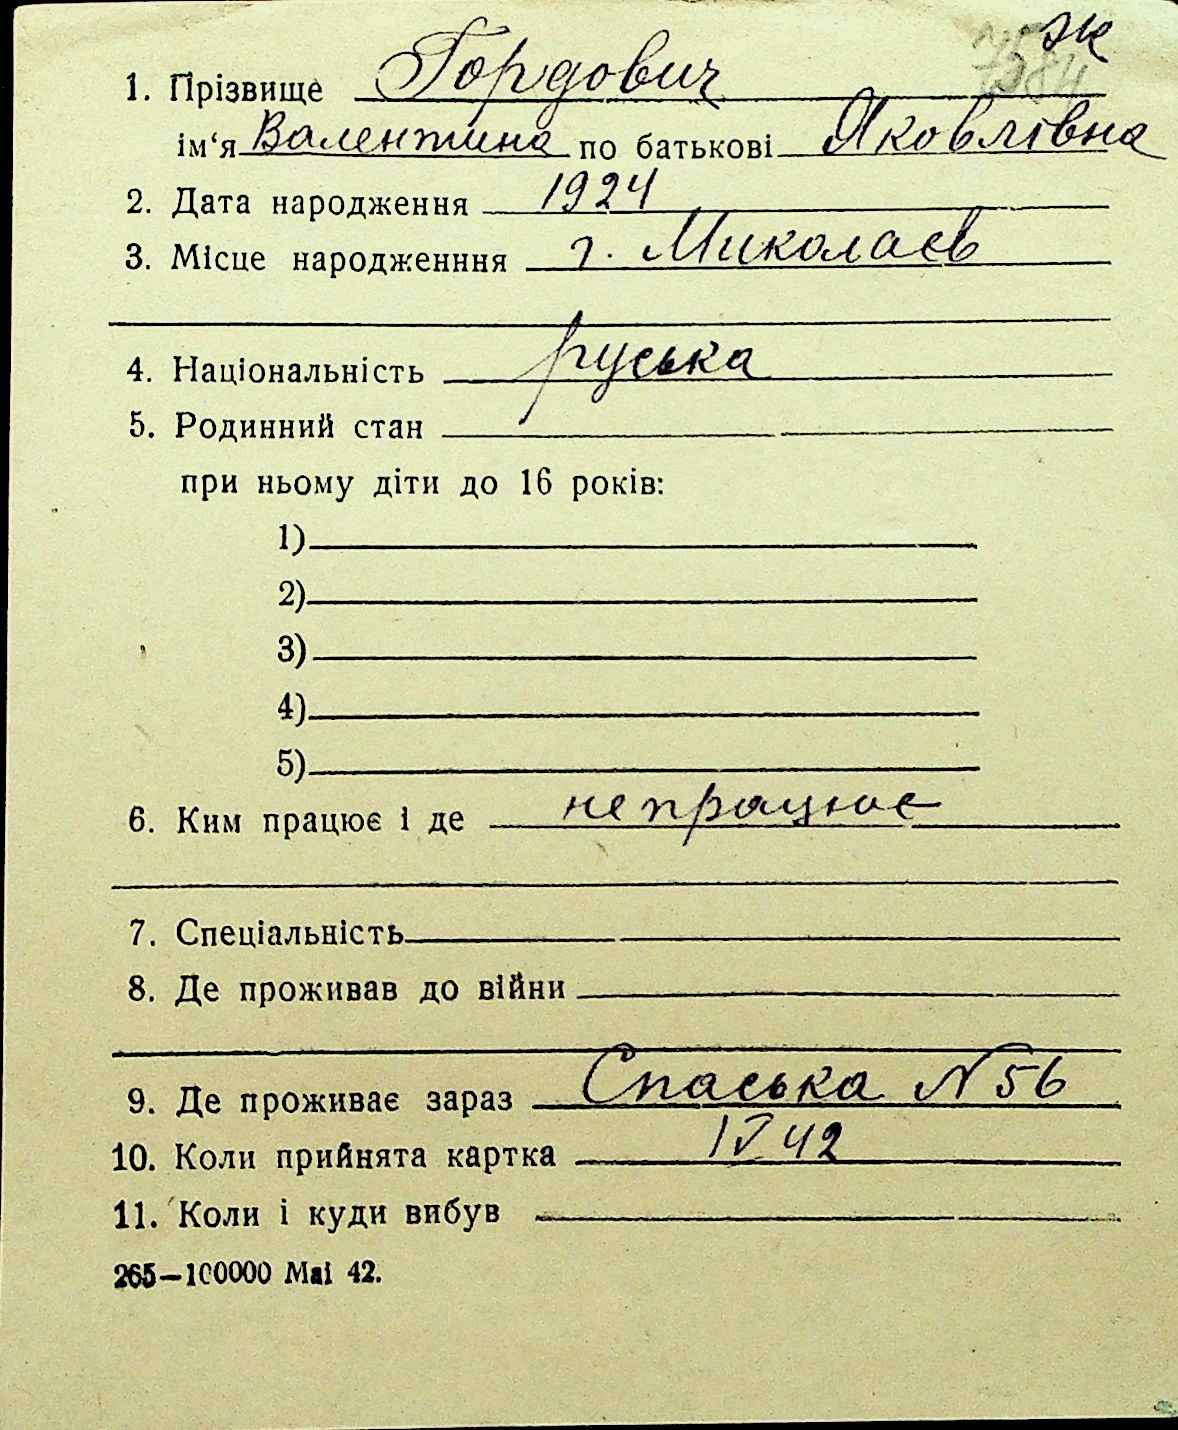 ж
1. Прізвище Гордович
ім‘я Валентина по батькові Яковлівна
2. Дата народження 1924
3. Місце народженння г. Миколаєв
4. Національність руська
5. Родинний стан
при ньому діти до 16 років:
1)
2)
3)
4)
5)
6. Ким працює і де не працює
7. Спеціальність
8. Де проживав до війни
9. Де проживає зараз Спаська N 56
10. Коли прийнята картка IV 42
11. Коли і куди вибув
265—100000 Mai 42.